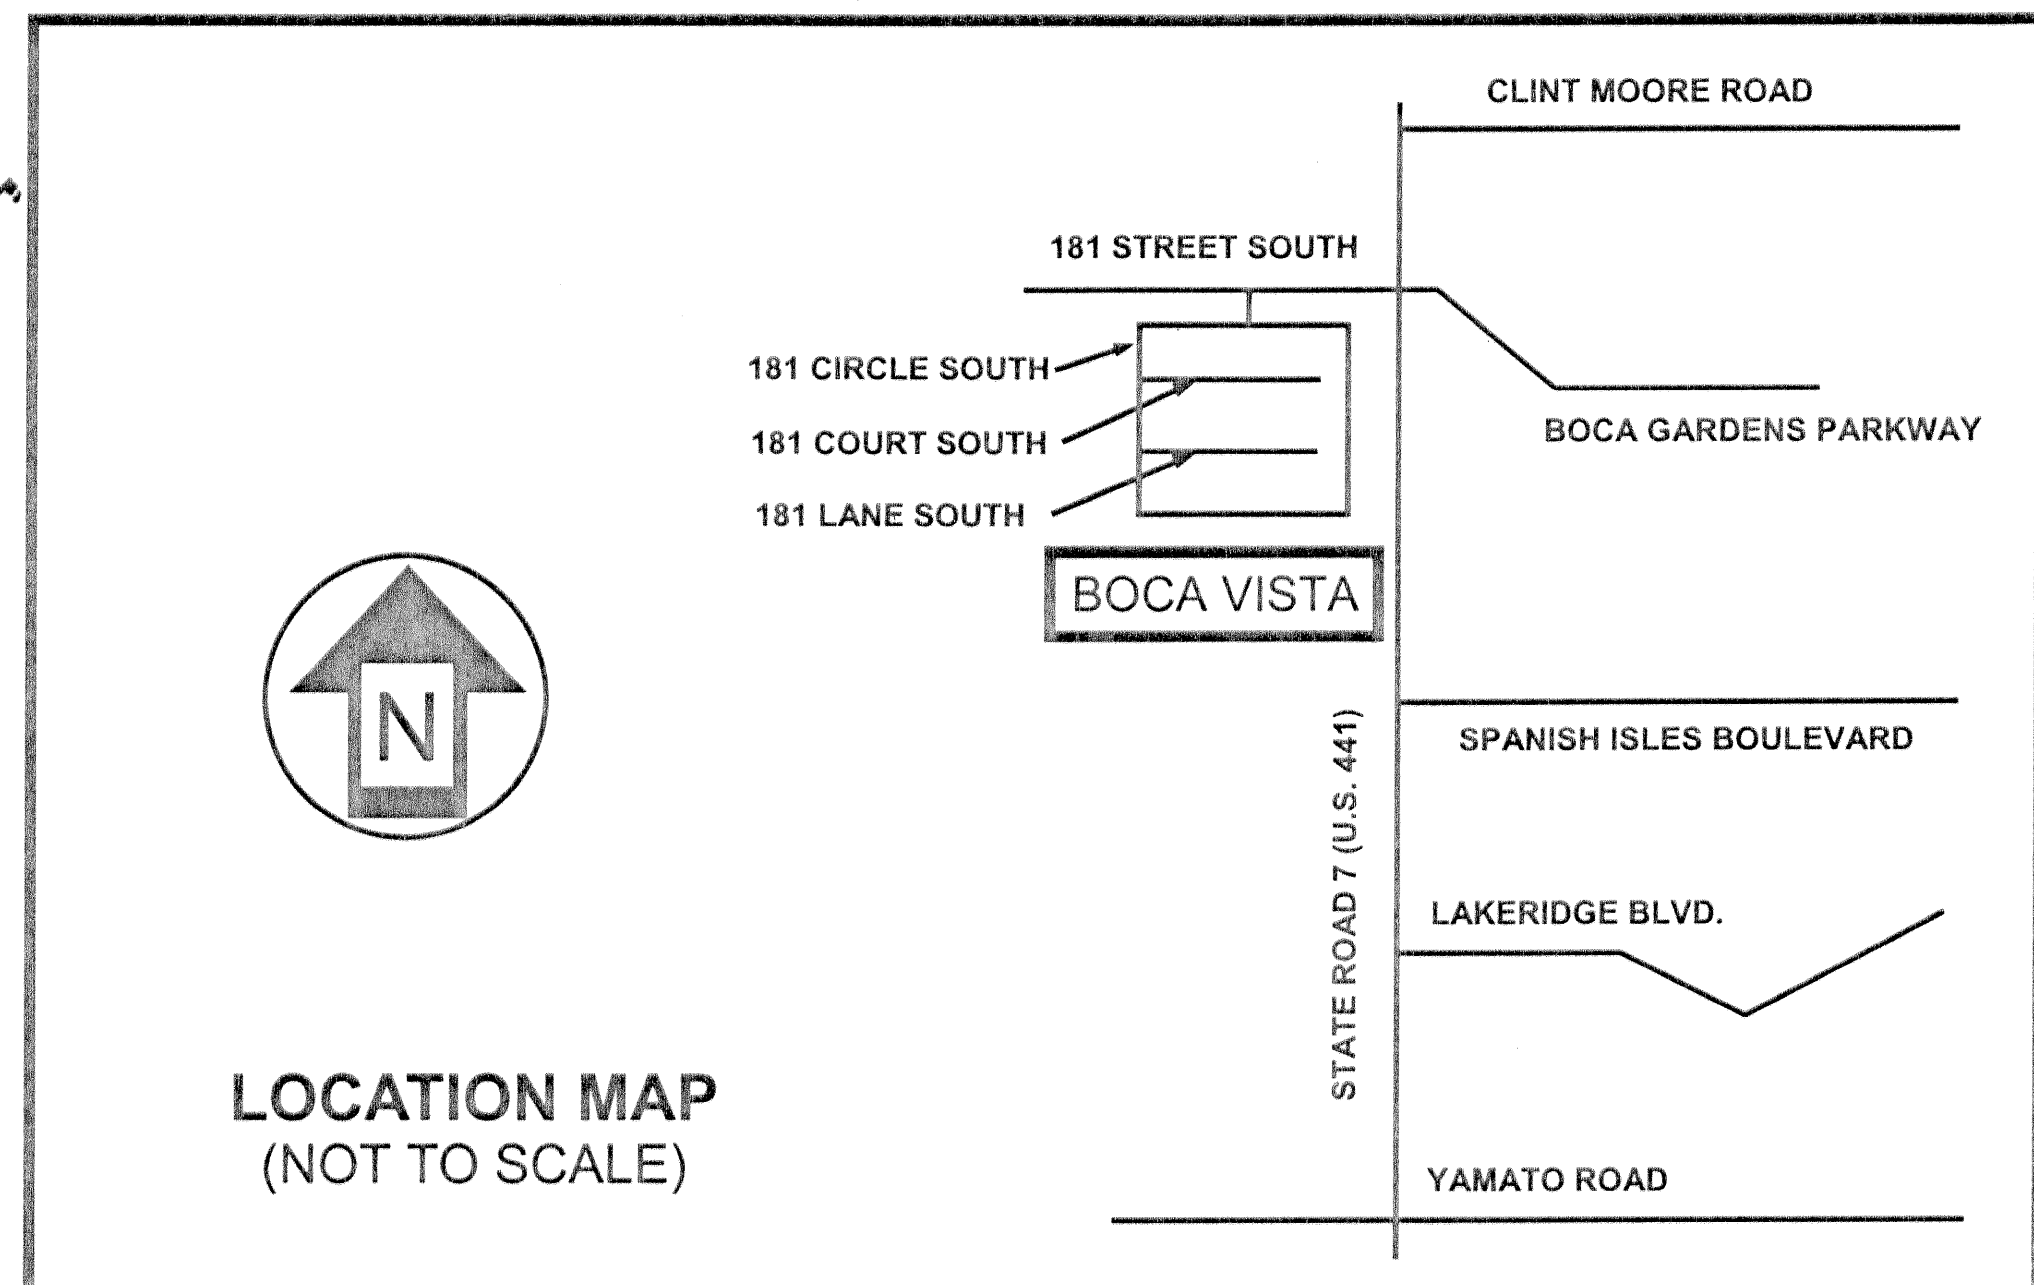 CLINT MOORE ROAD
181 STREET SOUTH
181 CIRCLE SOUTH
181 COURT SOUTH
BOCA GARDENS PARKWAY
181 LANE SOUTH
BOCA VISTA
N
SPANISH ISLES BOULEVARD
STATE ROAD 7 (U.S. 441)
LAKERIDGE BLVD.
LOCATION MAP
(NOT TO SCALE)
YAMATO ROAD